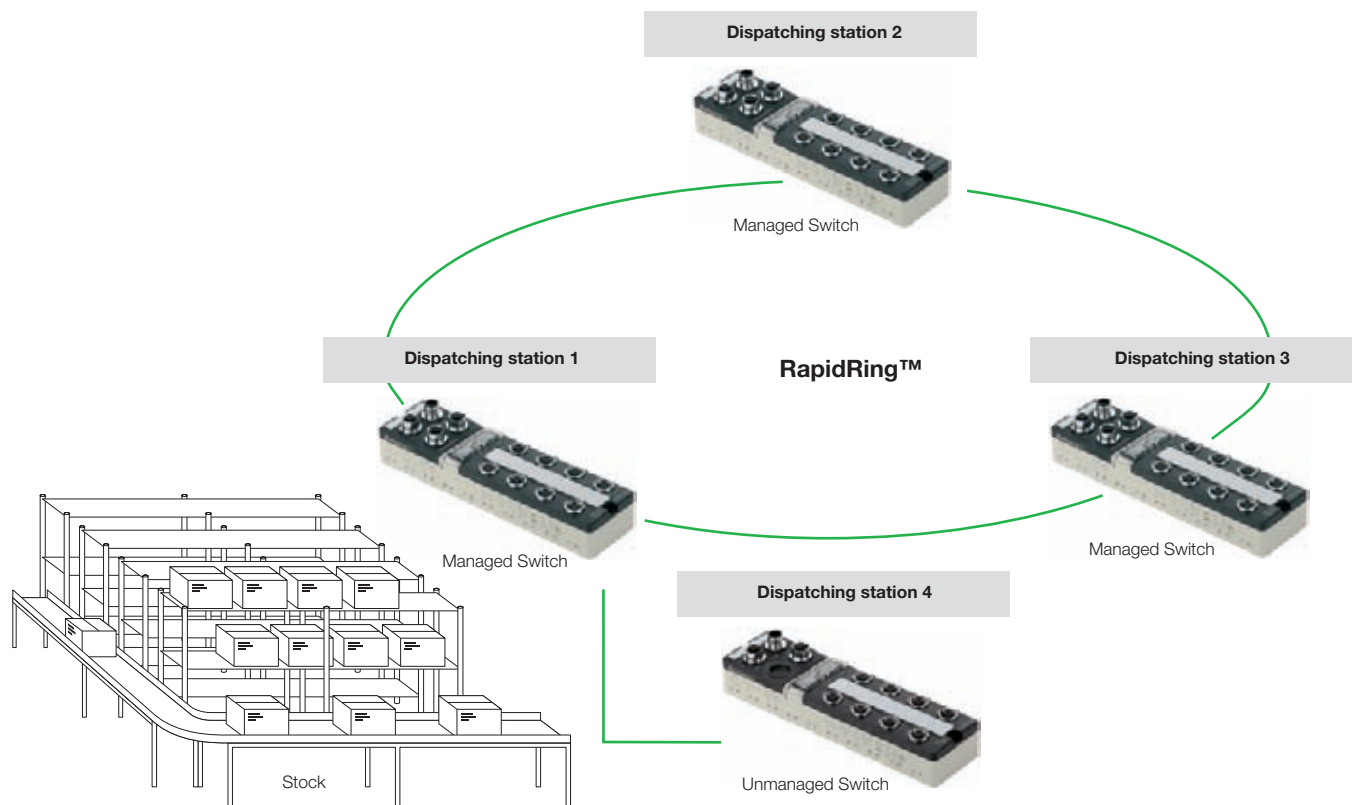 Dispatching station 2
Managed Switch
Dispatching station 1
RapidRing™
Dispatching station 3
Managed Switch
Managed Switch
Dispatching station 4
Stock
Unmanaged Switch